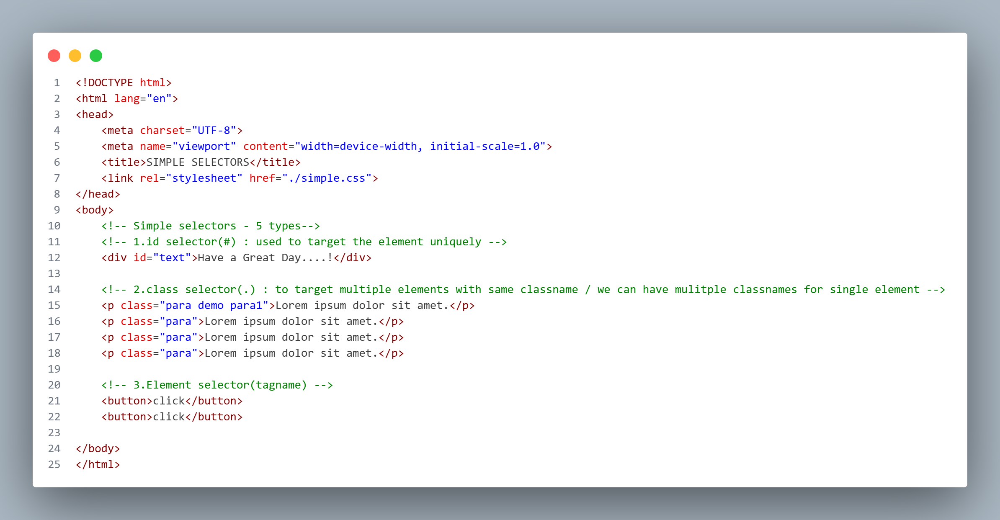 1 <!DOCTYPE html>
2 <html lang="en">
3 <head>
4     <meta charset="UTF-8">
5     <meta name="viewport" content="width=device-width, initial-scale=1.0">
6     <title>SIMPLE SELECTORS</title>
7     <link rel="stylesheet" href="./simple.css">
8 </head>
9 <body>
10     <!-- Simple selectors - 5 types-->
11     <!-- 1.id selector(#) : used to target the element uniquely -->
12     <div id="text">Have a Great Day....!</div>
13
14     <!-- 2.class selector(.) : to target multiple elements with same classname / we can have mulitple classnames for single element -->
15     <p class="para demo para1">Lorem ipsum dolor sit amet.</p>
16     <p class="para">Lorem ipsum dolor sit amet.</p>
17     <p class="para">Lorem ipsum dolor sit amet.</p>
18     <p class="para">Lorem ipsum dolor sit amet.</p>
19
20     <!-- 3.Element selector(tagname) -->
21     <button>click</button>
22     <button>click</button>
23
24 </body>
25 </html>